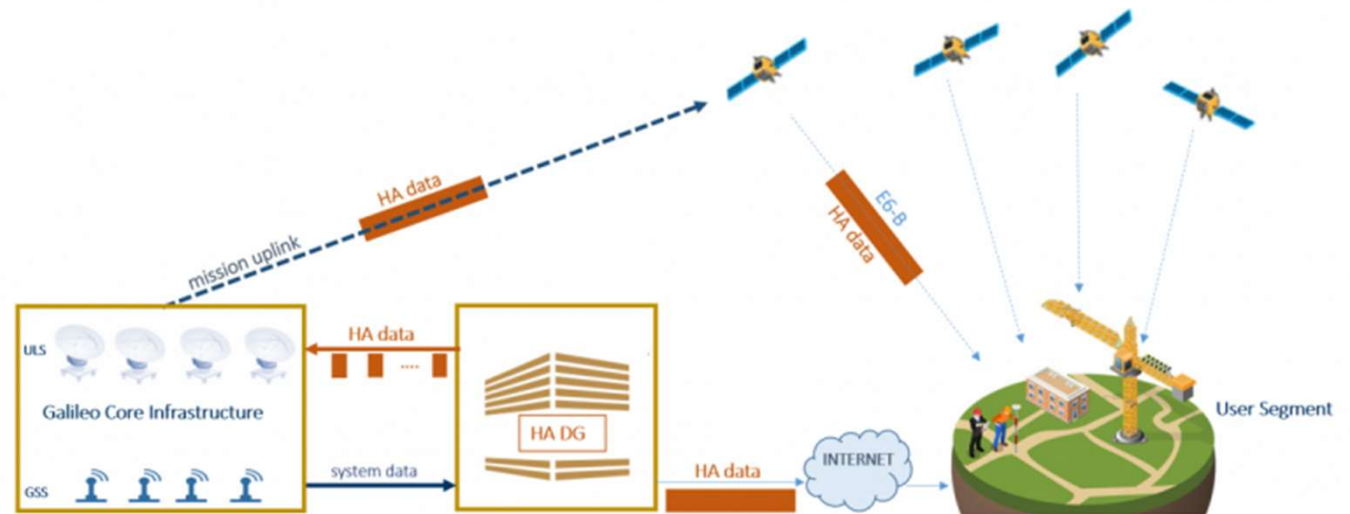 HA data
mission uplink
E6-B
HA data
ULS
HA data
....
Galileo Core Infrastructure
HA DG
User Segment
GSS
system data
HA data
INTERNET